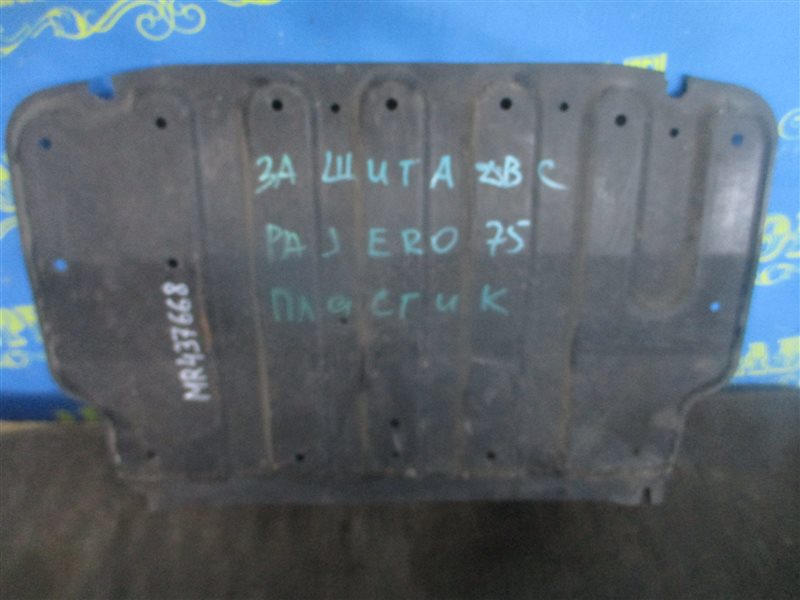 ЗАЩИТА ДВС
PAJERO 75
ПЛАСТИК
MR437668